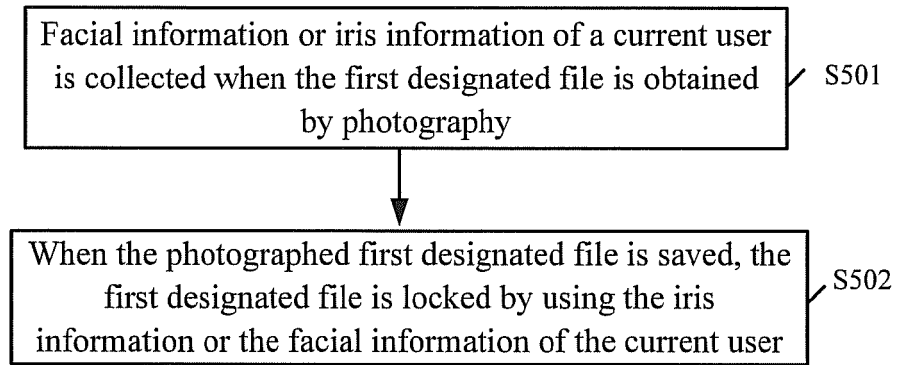 Facial information or iris information of a current user
is collected when the first designated file is obtained
by photography
S501
When the photographed first designated file is saved, the
first designated file is locked by using the iris
information or the facial information of the current user
S502